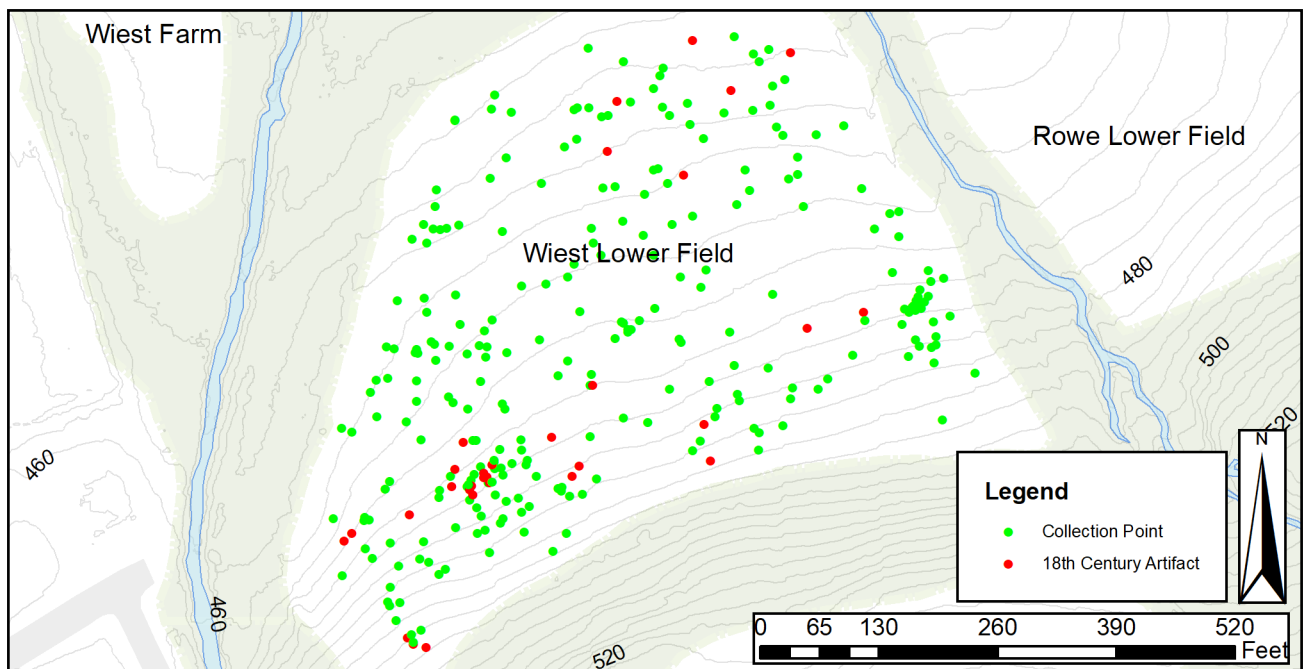 Wiest Farm
Rowe Lower Field
Wiest Lower Field
480
500
520
460
460
520
N
Legend
Collection Point
18th Century Artifact
0 65 130 260 390 520
Feet